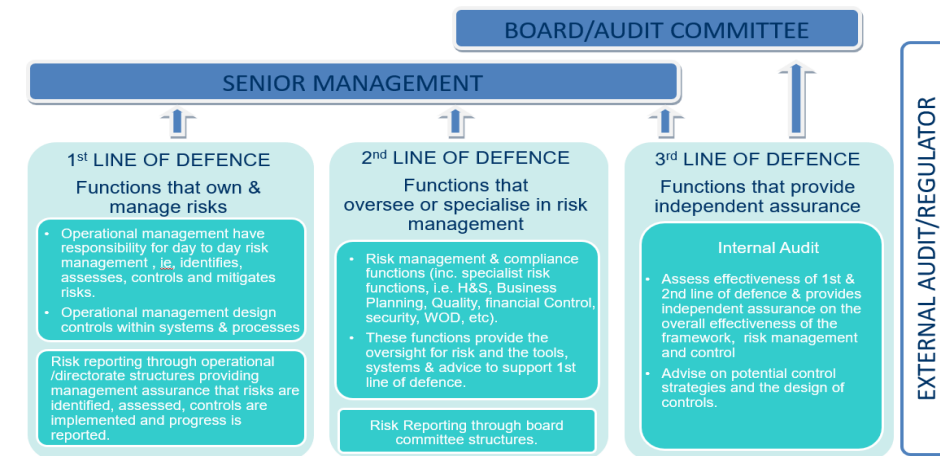 BOARD/AUDIT COMMITTEE
SENIOR MANAGEMENT
1st LINE OF DEFENCE
Functions that own &
manage risks
• Operational management have
responsibility for day to day risk
management , ie, identifies,
assesses, controls and mitigates
risks.
• Operational management design
controls within systems & processes
Risk reporting through operational
/directorate structures providing
management assurance that risks are
identified, assessed, controls are
implemented and progress is
reported.
2nd LINE OF DEFENCE
Functions that
oversee or specialise in risk
management
• Risk management & compliance
functions (inc. specialist risk
functions, i.e. H&S, Business
Planning, Quality, financial Control,
security, WOD, etc).
• These functions provide the
oversight for risk and the tools,
systems & advice to support 1st
line of defence.
Risk Reporting through board
committee structures.
3rd LINE OF DEFENCE
Functions that provide
independent assurance
Internal Audit
• Assess effectiveness of 1st &
2nd line of defence & provides
independent assurance on the
overall effectiveness of the
framework, risk management
and control
• Advise on potential control
strategies and the design of
controls.
EXTERNAL AUDIT/REGULATOR